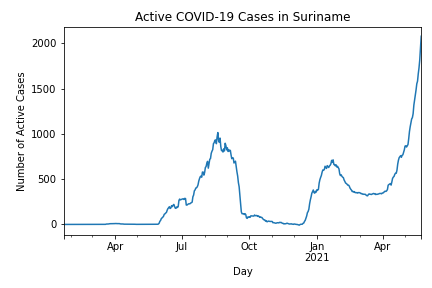 Active COVID-19 Cases in Suriname
Number of Active Cases
2000
1500
1000
500
0
Apr
Jul
Oct
Jan
2021
Apr
Day